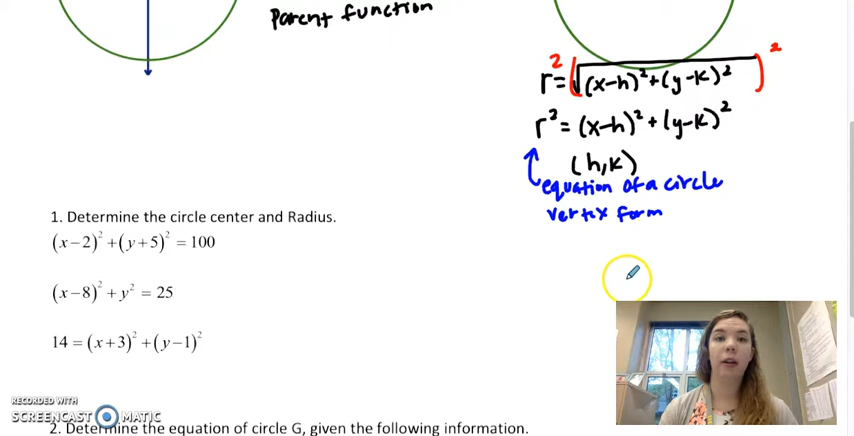 Parent function
r² = (√(x-h)²+(y-k)²)²
r² = (x-h)²+(y-k)²
(h,k)
equation of a circle
vertex form
1. Determine the circle center and Radius.
(x−2)²+(y+5)²=100
(x−8)²+y²=25
14=(x+3)²+(y−1)²
RECORDED WITH
SCREENCAST MATIC
2. Determine the equation of circle G, given the following information.